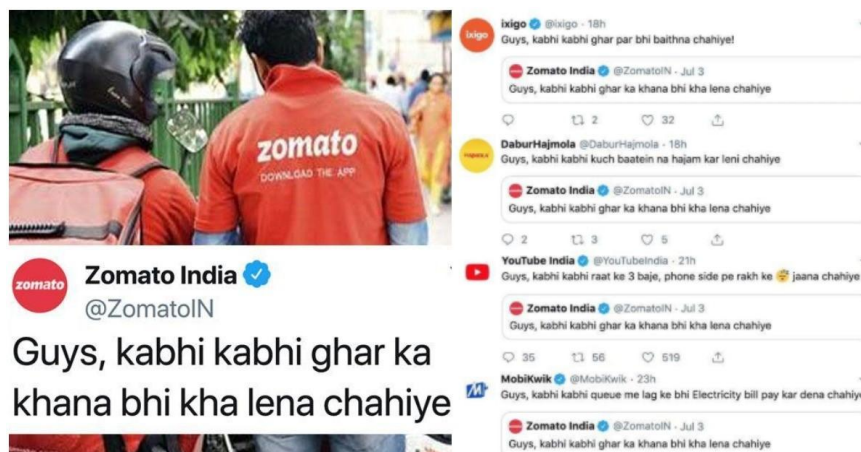 zomato
DOWNLOAD THE APP
zomato
Zomato India
@ZomatoIN
Guys, kabhi kabhi ghar ka
khana bhi kha lena chahiye
ixigo
ixigo @ixigo · 18h
Guys, kabhi kabhi ghar par bhi baithna chahiye!
Zomato India @ZomatoIN · Jul 3
Guys, kabhi kabhi ghar ka khana bhi kha lena chahiye
2 32
DaburHajmola @DaburHajmola · 18h
Guys, kabhi kabhi kuch baatein na hajam kar leni chahiye
Zomato India @ZomatoIN · Jul 3
Guys, kabhi kabhi ghar ka khana bhi kha lena chahiye
2 3 5
YouTube India @YouTubeIndia · 21h
Guys, kabhi kabhi raat ke 3 baje, phone side pe rakh ke 😴 jaana chahiye
Zomato India @ZomatoIN · Jul 3
Guys, kabhi kabhi ghar ka khana bhi kha lena chahiye
35 56 519
MobiKwik @MobiKwik · 23h
Guys, kabhi kabhi queue me lag ke bhi Electricity bill pay kar dena chahiye
Zomato India @ZomatoIN · Jul 3
Guys, kabhi kabhi ghar ka khana bhi kha lena chahiye